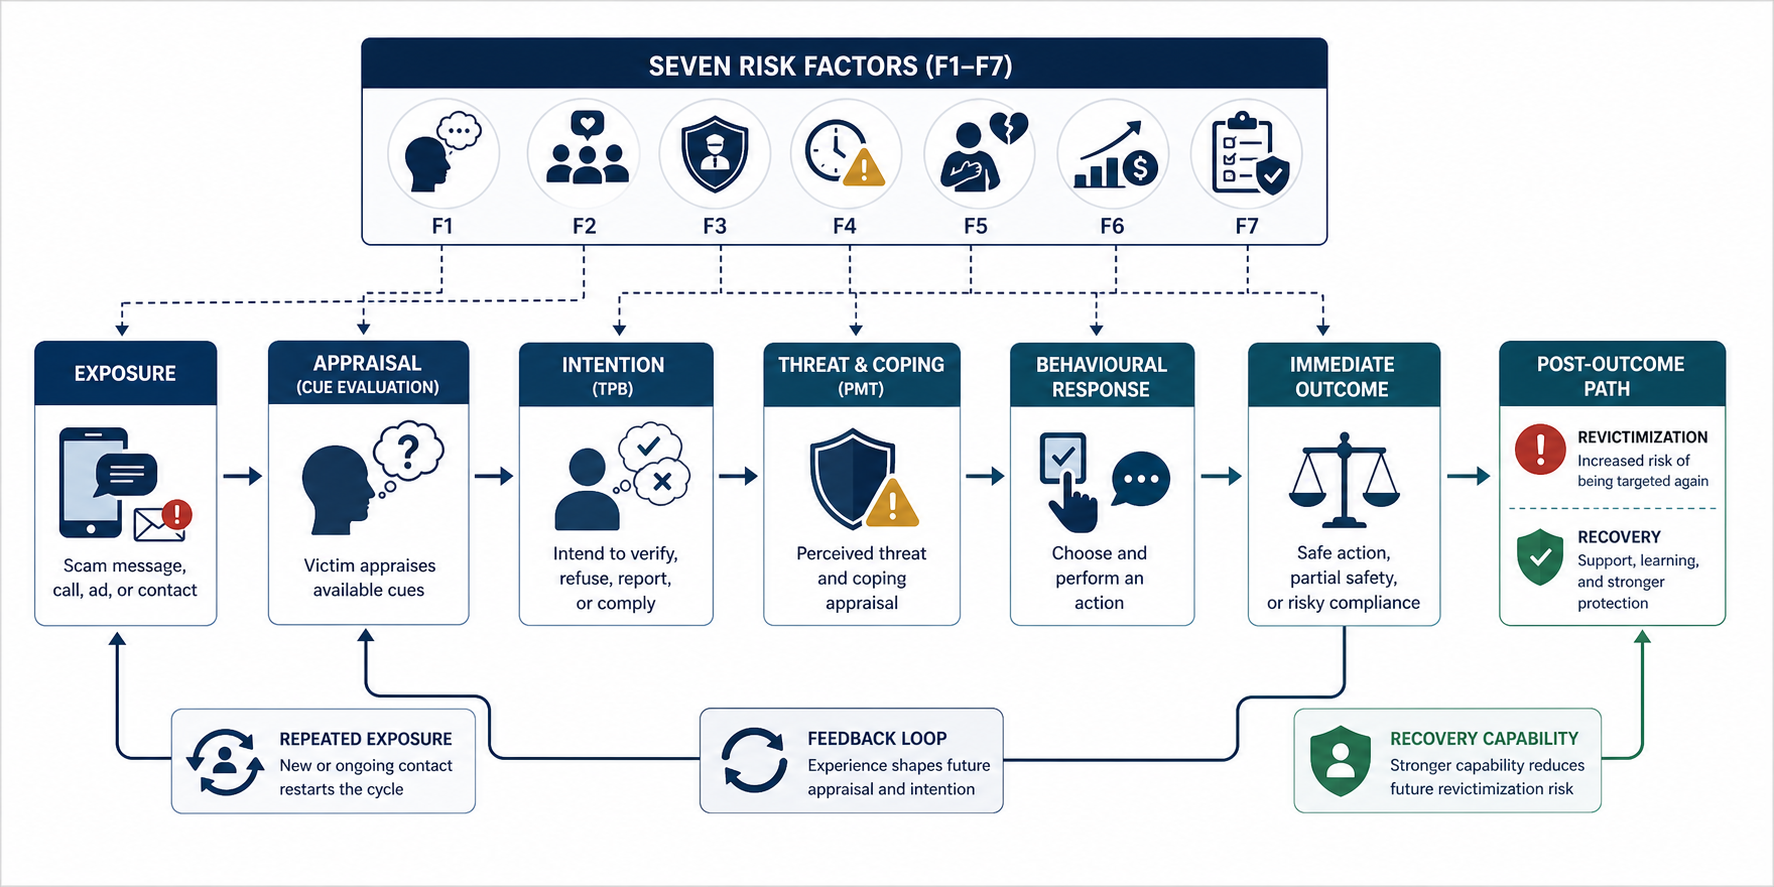 SEVEN RISK FACTORS (F1–F7)
F1
F2
F3
F4
F5
F6
F7
EXPOSURE
Scam message,
call, ad, or contact
APPRAISAL
(CUE EVALUATION)
?
Victim appraises
available cues
INTENTION
(TPB)
Intend to verify,
refuse, report,
or comply
THREAT & COPING
(PMT)
Perceived threat
and coping
appraisal
BEHAVIOURAL
RESPONSE
Choose and
perform an
action
IMMEDIATE
OUTCOME
Safe action,
partial safety,
or risky compliance
POST-OUTCOME
PATH
REVICTIMIZATION
Increased risk of
being targeted again
RECOVERY
Support, learning,
and stronger
protection
REPEATED EXPOSURE
New or ongoing contact
restarts the cycle
FEEDBACK LOOP
Experience shapes future
appraisal and intention
RECOVERY CAPABILITY
Stronger capability reduces
future revictimization risk